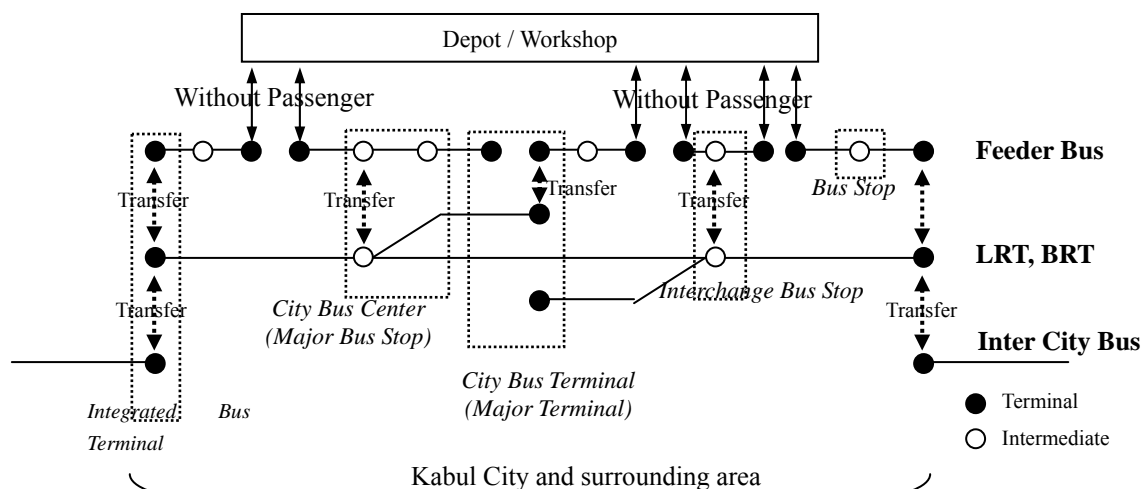 Depot / Workshop
Without Passenger
Without Passenger
Feeder Bus
Bus Stop
Transfer
Transfer
Transfer
Transfer
LRT, BRT
Interchange Bus Stop
City Bus Center
(Major Bus Stop)
Transfer
Transfer
Inter City Bus
City Bus Terminal
(Major Terminal)
Integrated Bus
Terminal
Terminal
Intermediate
Kabul City and surrounding area